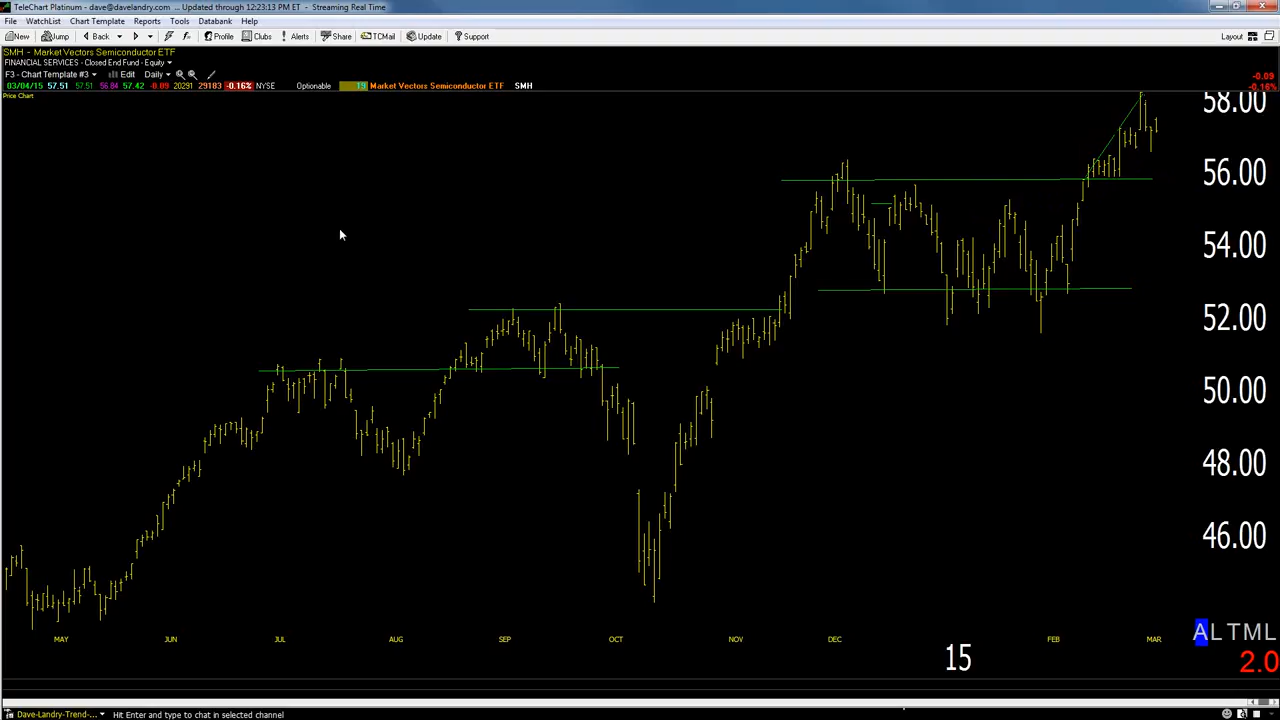 TeleChart Platinum - dave@davelandry.com ... Updated through 12:23:13 PM ET - Streaming Real Time
File WatchList Chart Template Reports Tools Databank Help
New Jump Back Profile Clubs Alerts Share TCMail Update Support Layout
SMH - Market Vectors Semiconductor ETF
FINANCIAL SERVICES - Closed End Fund - Equity
F3 - Chart Template #3 Edit Daily
03/04/15 57.51 57.51 56.84 57.42 -0.09 20291 29183 -0.16% NYSE Optionable 19 Market Vectors Semiconductor ETF SMH
-0.09
-0.16%
Price Chart
58.00
56.00
54.00
52.00
50.00
48.00
46.00
MAY JUN JUL AUG SEP OCT NOV DEC FEB MAR
15
ALTML
2.0
Dave-Landry-Trend-... Hit Enter and type to chat in selected channel